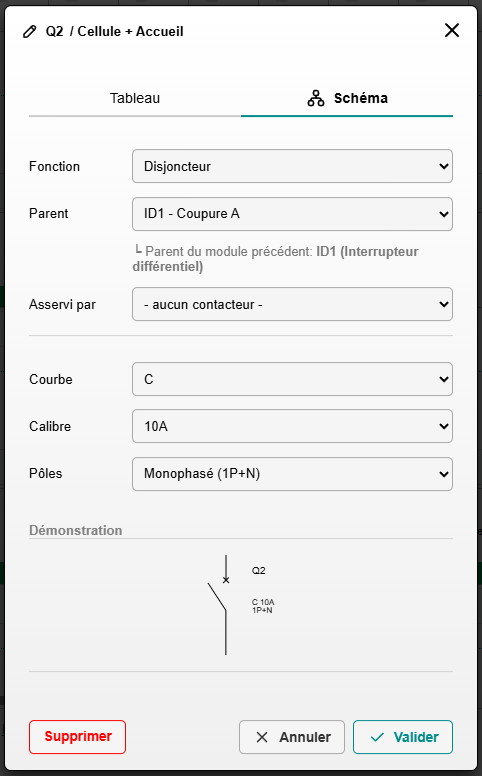 Q2 / Cellule + Accueil
Tableau
Schéma
Fonction
Disjoncteur
Parent
ID1 - Coupure A
┗ Parent du module précédent: ID1 (Interrupteur
différentiel)
Asservi par
- aucun contacteur -
Courbe
C
Calibre
10A
Pôles
Monophasé (1P+N)
Démonstration
Q2
C 10A
1P+N
Supprimer
Annuler
Valider